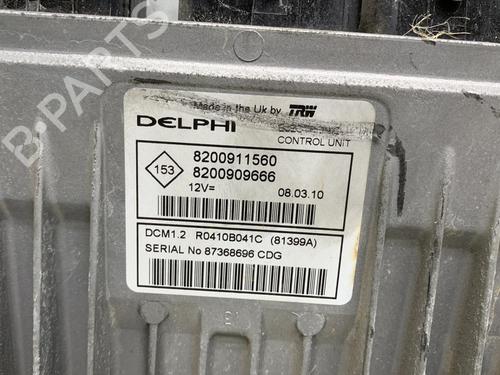 B-PARTS
Made in the Uk by TRW
DELPHI
CONTROL UNIT
153
8200911560
8200909666
12V= 08.03.10
DCM1.2 R0410B041C (81399A)
SERIAL No 87368696 CDG